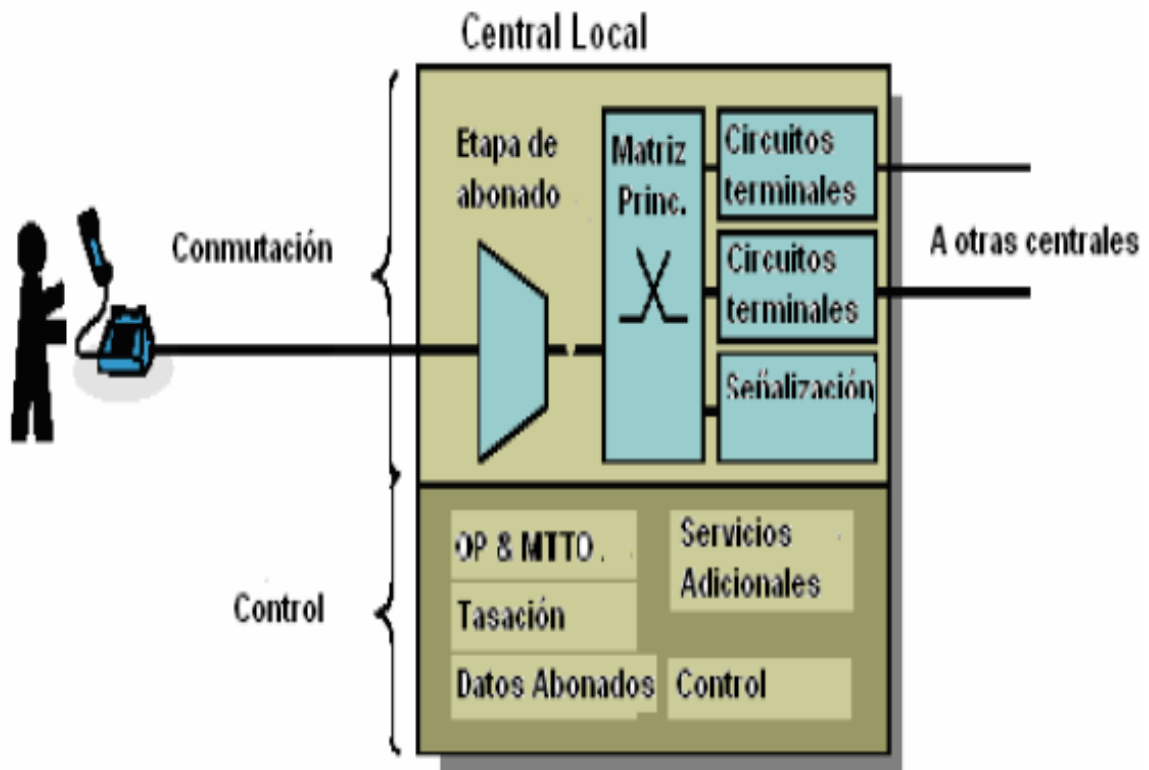 Central Local
Etapa de
abonado
Matriz
Princ.
Circuitos
terminales
Circuitos
terminales
Señalización
Conmutación
A otras centrales
OP & MTTO .
Servicios
Adicionales
Control
Tasación
Datos Abonados
Control